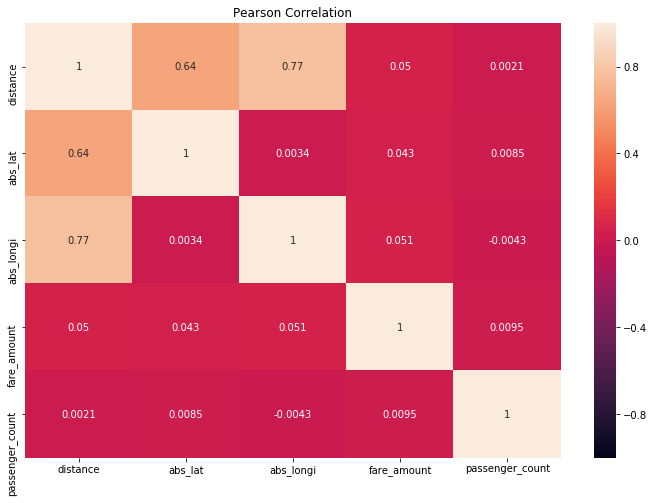 Pearson Correlation
distance 1 0.64 0.77 0.05 0.0021
abs_lat 0.64 1 0.0034 0.043 0.0085
abs_longi 0.77 0.0034 1 0.051 -0.0043
fare_amount 0.05 0.043 0.051 1 0.0095
passenger_count 0.0021 0.0085 -0.0043 0.0095 1
distance abs_lat abs_longi fare_amount passenger_count
0.8
0.4
0.0
−0.4
−0.8